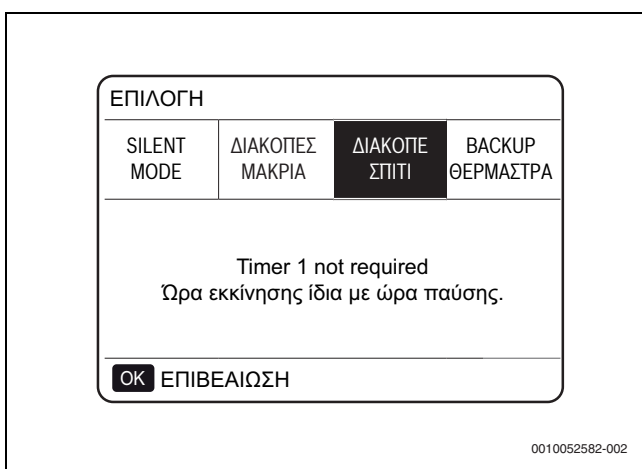 ΕΠΙΛΟΓΗ
SILENT MODE
ΔΙΑΚΟΠΕΣ ΜΑΚΡΙΑ
ΔΙΑΚΟΠΕ ΣΠΙΤΙ
BACKUP ΘΕΡΜΑΣΤΡΑ
Timer 1 not required
Ώρα εκκίνησης ίδια με ώρα παύσης.
OK ΕΠΙΒΕΑΙΩΣΗ
0010052582-002